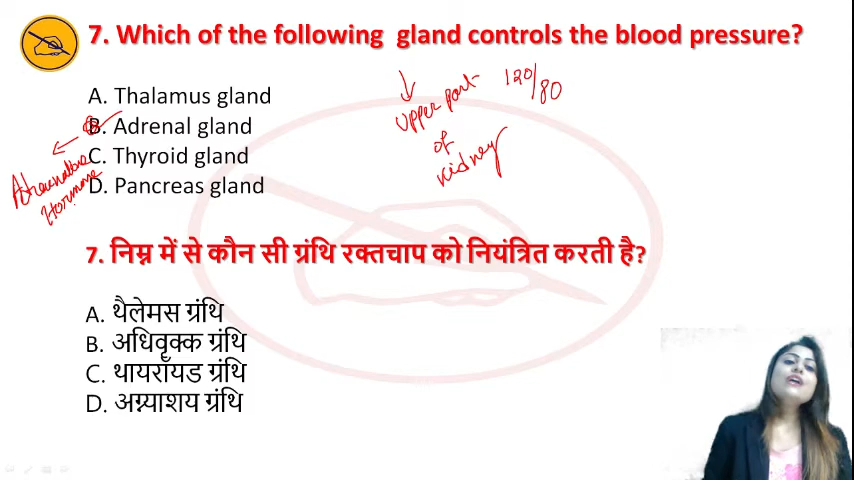 7. Which of the following gland controls the blood pressure?
A. Thalamus gland
B. Adrenal gland
C. Thyroid gland
D. Pancreas gland
Upper part
of
kidney
120/80
Hormone
7. निम्न में से कौन सी ग्रंथि रक्तचाप को नियंत्रित करती है?
A. थैलेमस ग्रंथि
B. अधिवृक्क ग्रंथि
C. थायरॉयड ग्रंथि
D. अग्न्याशय ग्रंथि